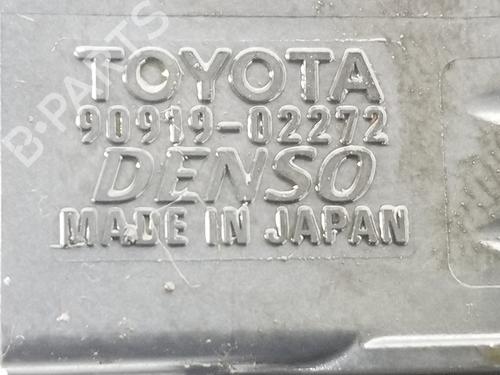 TOYOTA
90919-02272
DENSO
MADE IN JAPAN
B-PARTS